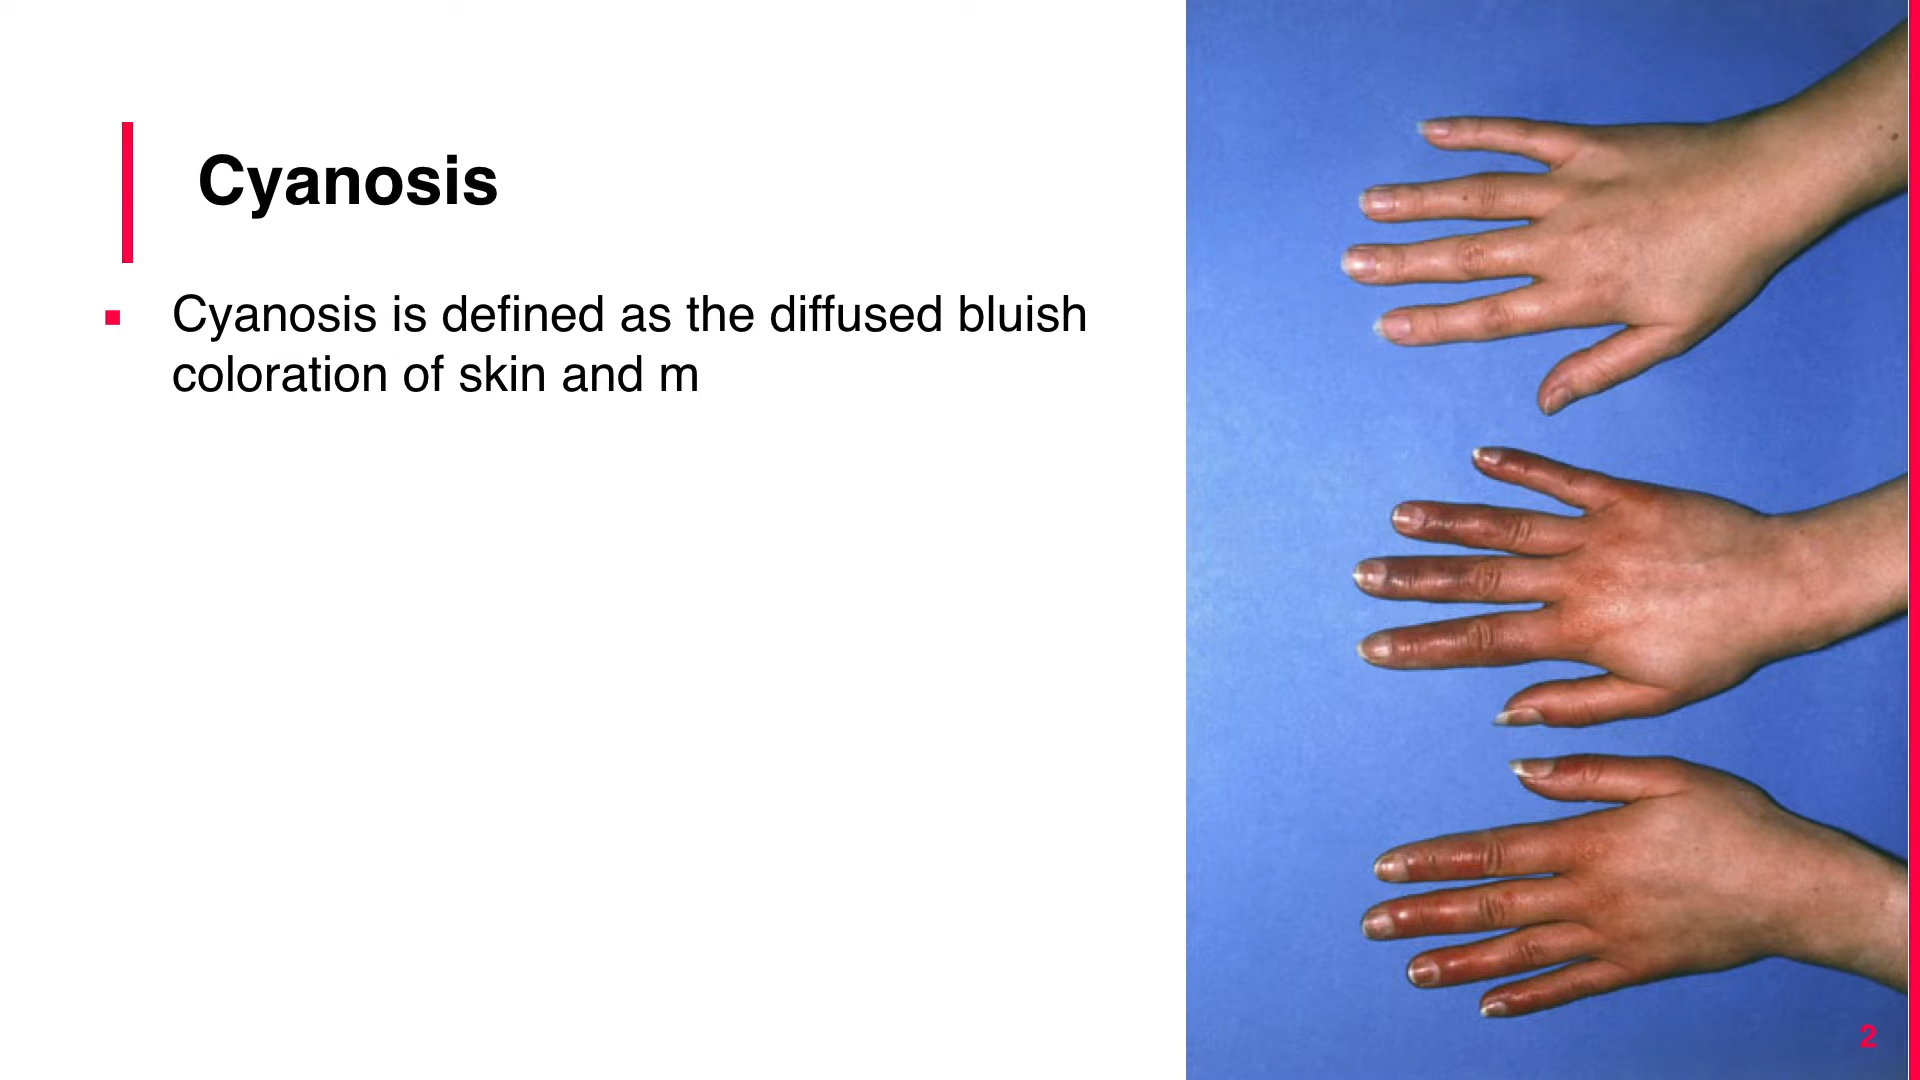 Cyanosis
Cyanosis is defined as the diffused bluish
coloration of skin and m
2